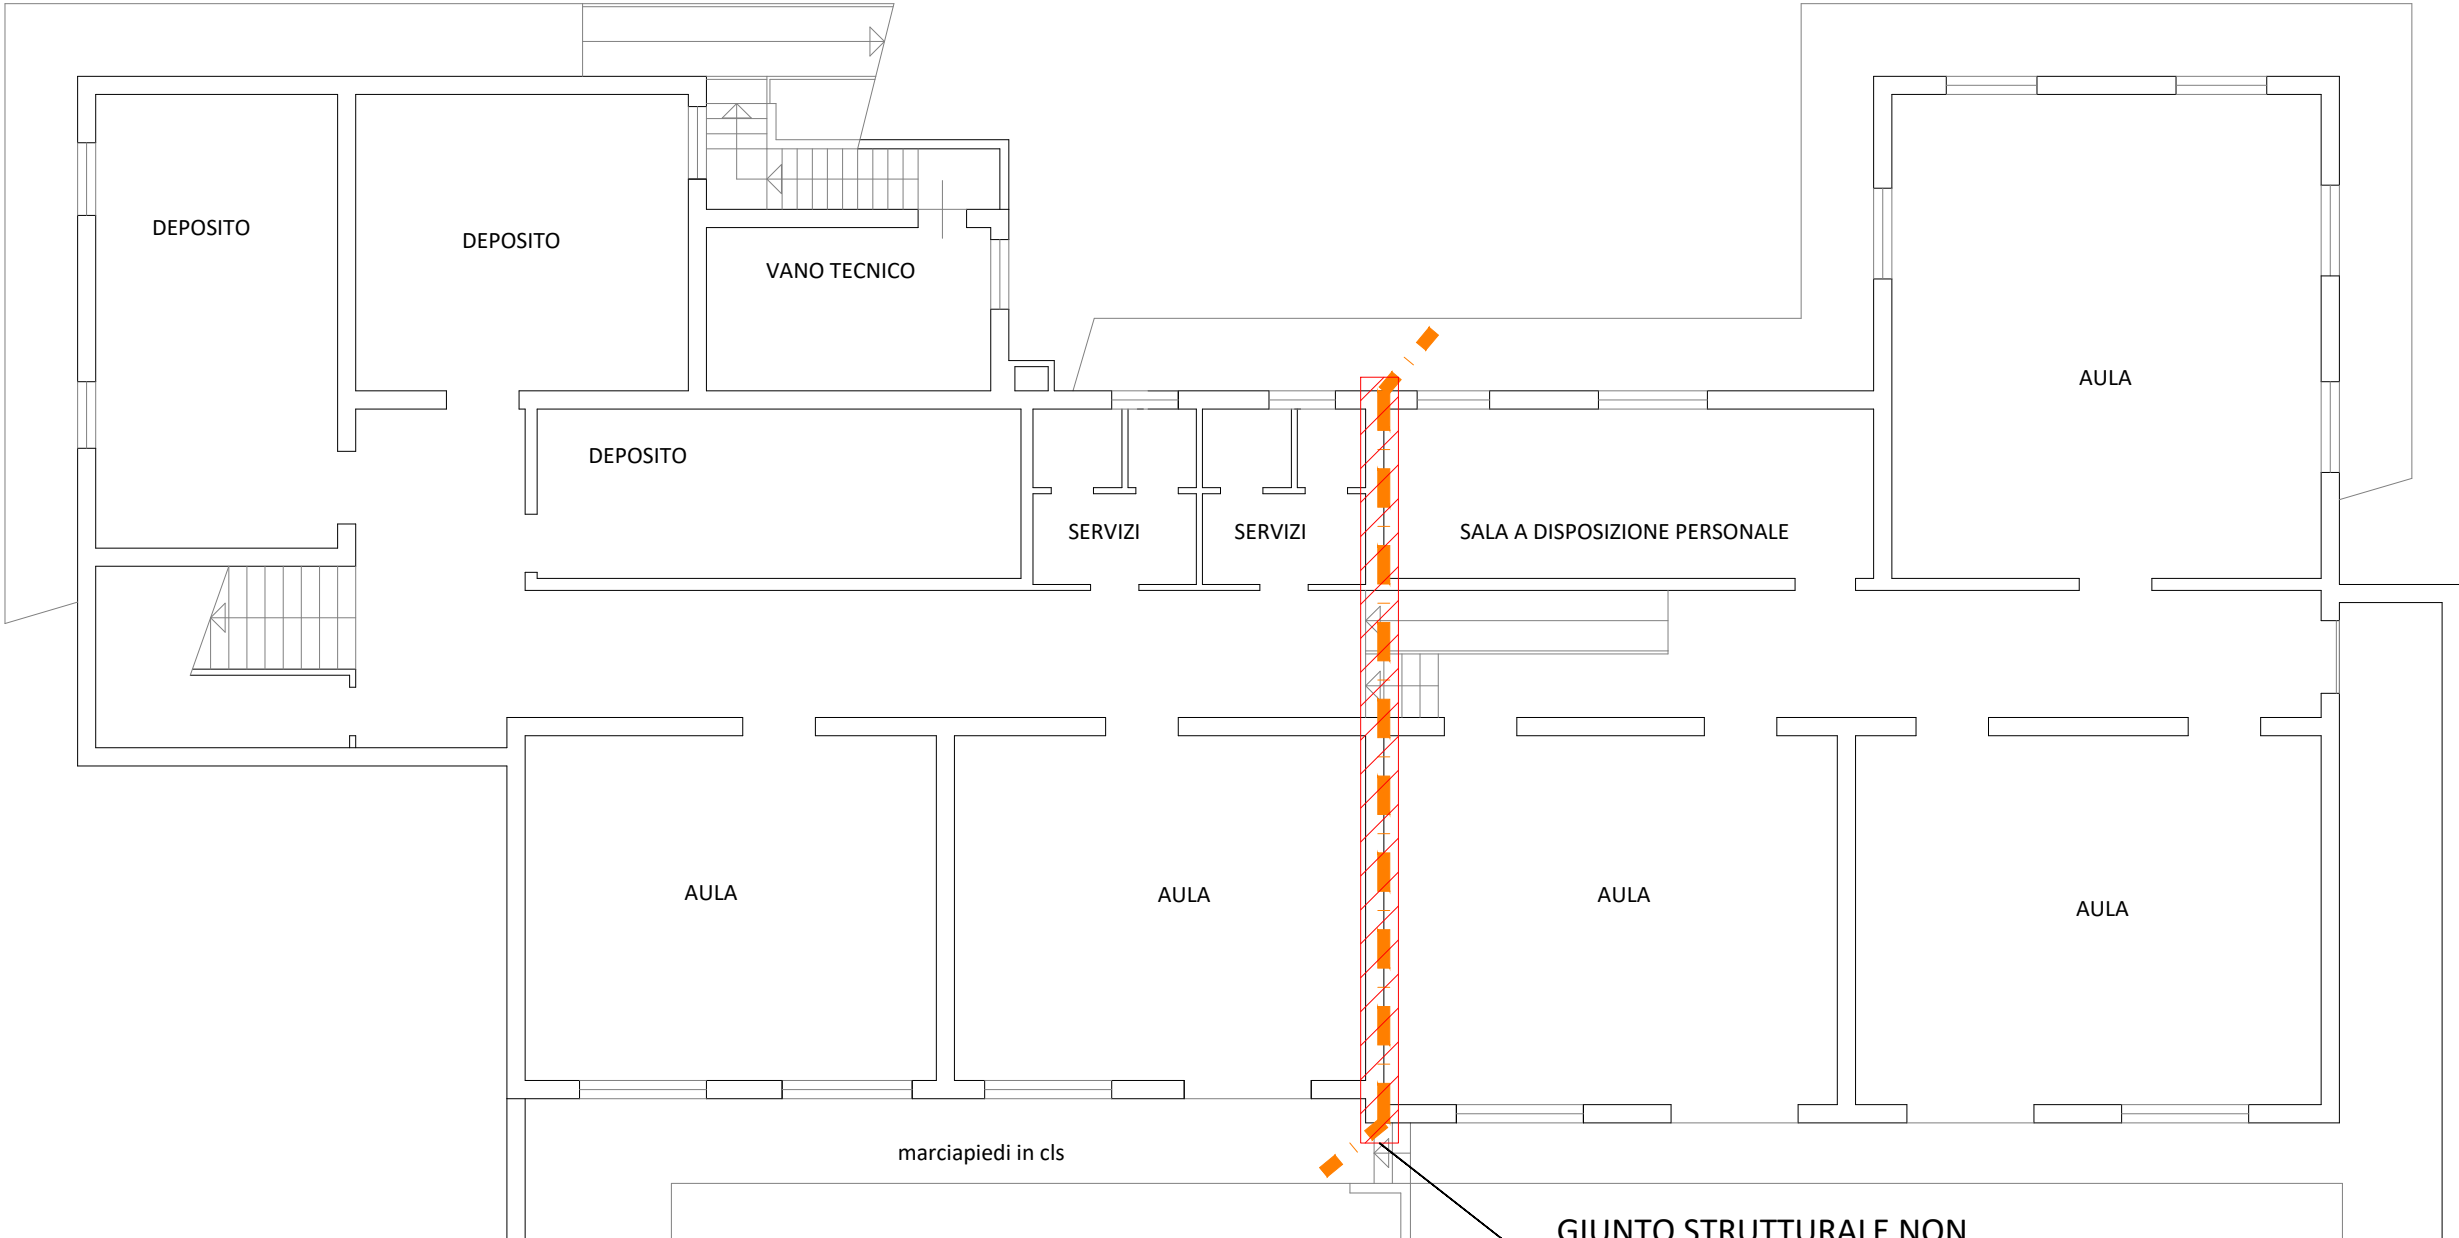 DEPOSITO
DEPOSITO
VANO TECNICO
AULA
DEPOSITO
SERVIZI
SERVIZI
SALA A DISPOSIZIONE PERSONALE
AULA
AULA
AULA
AULA
marciapiedi in cls
GIUNTO STRUTTURALE NON